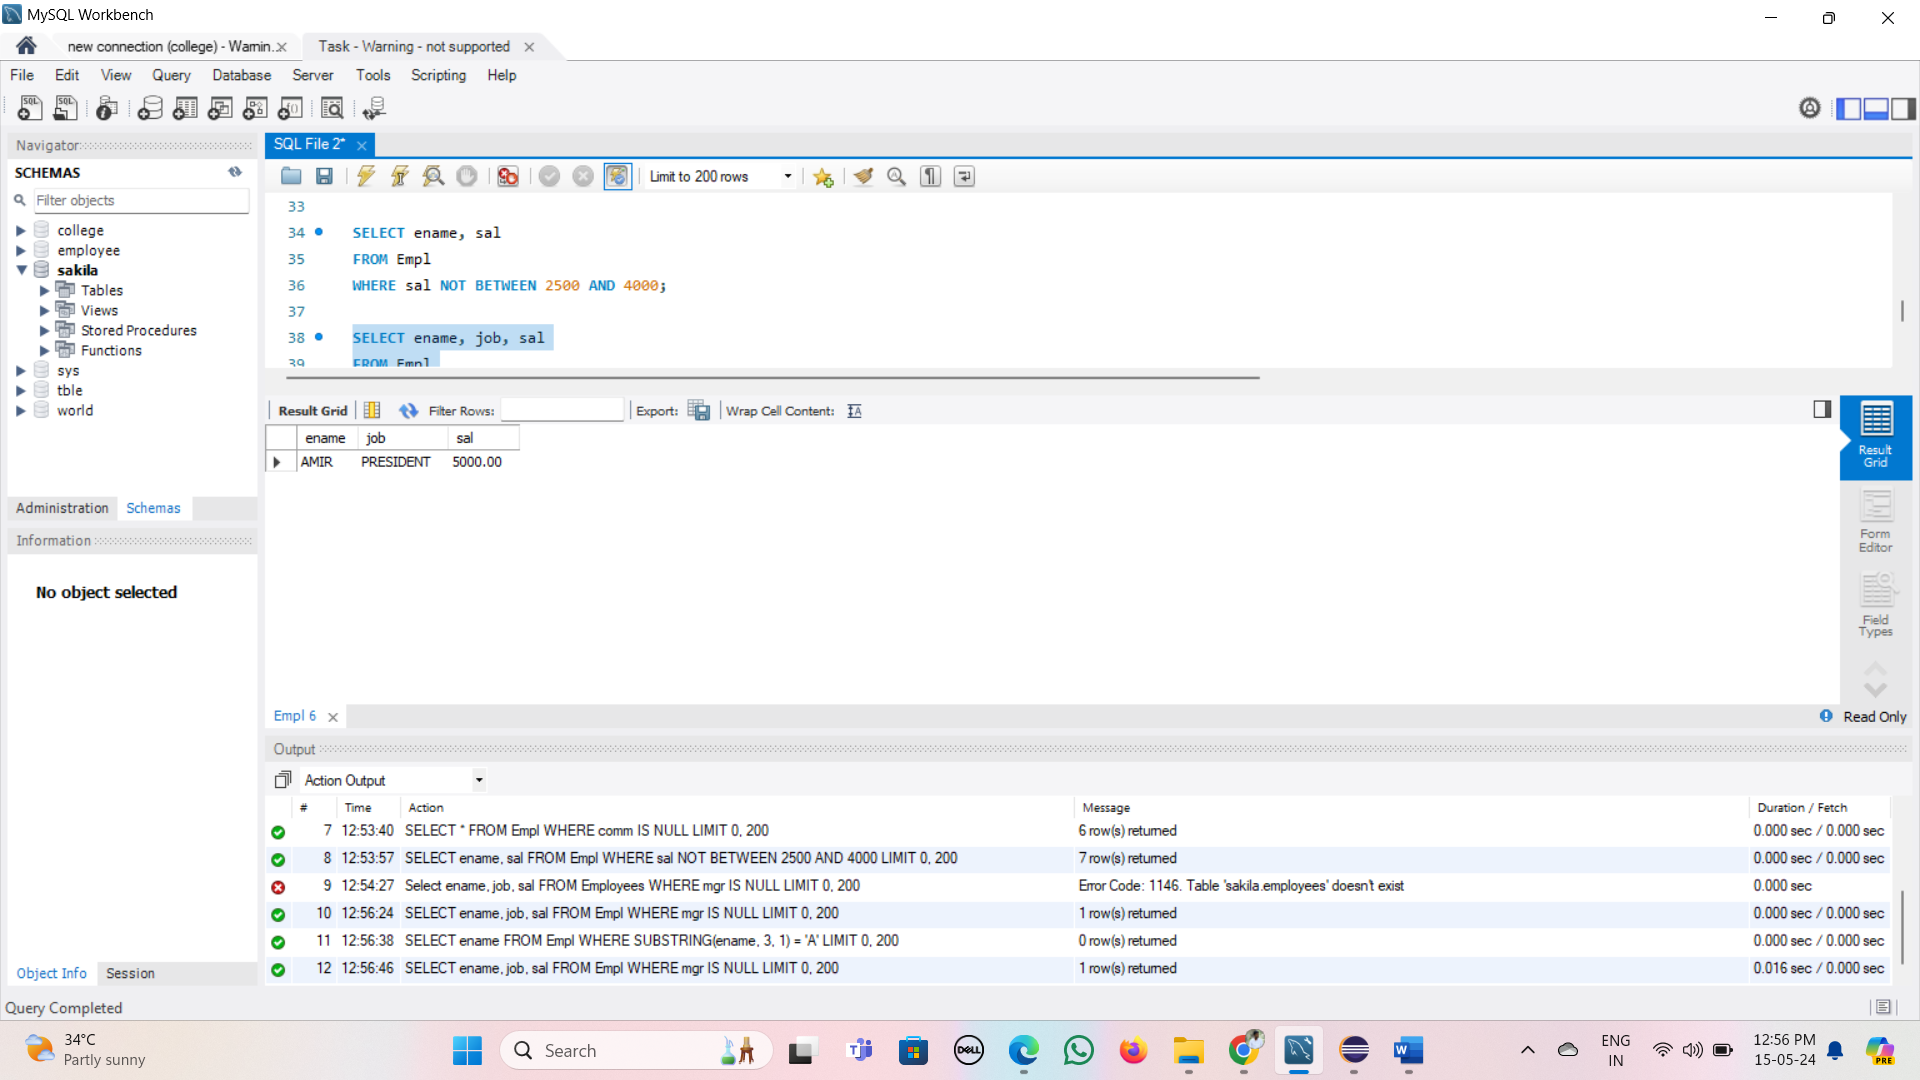 MySQL Workbench
new connection (college) - Warnin...
Task - Warning - not supported
File Edit View Query Database Server Tools Scripting Help
Navigator
SCHEMAS
Filter objects
college
employee
sakila
Tables
Views
Stored Procedures
Functions
sys
tble
world
Administration Schemas
Information
No object selected
Object Info Session
SQL File 2*
Limit to 200 rows
33
34 SELECT ename, sal
35 FROM Empl
36 WHERE sal NOT BETWEEN 2500 AND 4000;
37
38 SELECT ename, job, sal
39 FROM Empl
Result Grid Filter Rows: Export: Wrap Cell Content:
ename job sal
AMIR PRESIDENT 5000.00
Result
Grid
Form
Editor
Field
Types
Empl 6
Read Only
Output
Action Output
# Time Action Message Duration / Fetch
7 12:53:40 SELECT * FROM Empl WHERE comm IS NULL LIMIT 0, 200 6 row(s) returned 0.000 sec / 0.000 sec
8 12:53:57 SELECT ename, sal FROM Empl WHERE sal NOT BETWEEN 2500 AND 4000 LIMIT 0, 200 7 row(s) returned 0.000 sec / 0.000 sec
9 12:54:27 Select ename, job, sal FROM Employees WHERE mgr IS NULL LIMIT 0, 200 Error Code: 1146. Table 'sakila.employees' doesn't exist 0.000 sec
10 12:56:24 SELECT ename, job, sal FROM Empl WHERE mgr IS NULL LIMIT 0, 200 1 row(s) returned 0.000 sec / 0.000 sec
11 12:56:38 SELECT ename FROM Empl WHERE SUBSTRING(ename, 3, 1) = 'A' LIMIT 0, 200 0 row(s) returned 0.000 sec / 0.000 sec
12 12:56:46 SELECT ename, job, sal FROM Empl WHERE mgr IS NULL LIMIT 0, 200 1 row(s) returned 0.016 sec / 0.000 sec
Query Completed
34°C
Partly sunny
Search
DELL
ENG
IN
12:56 PM
15-05-24
PRE